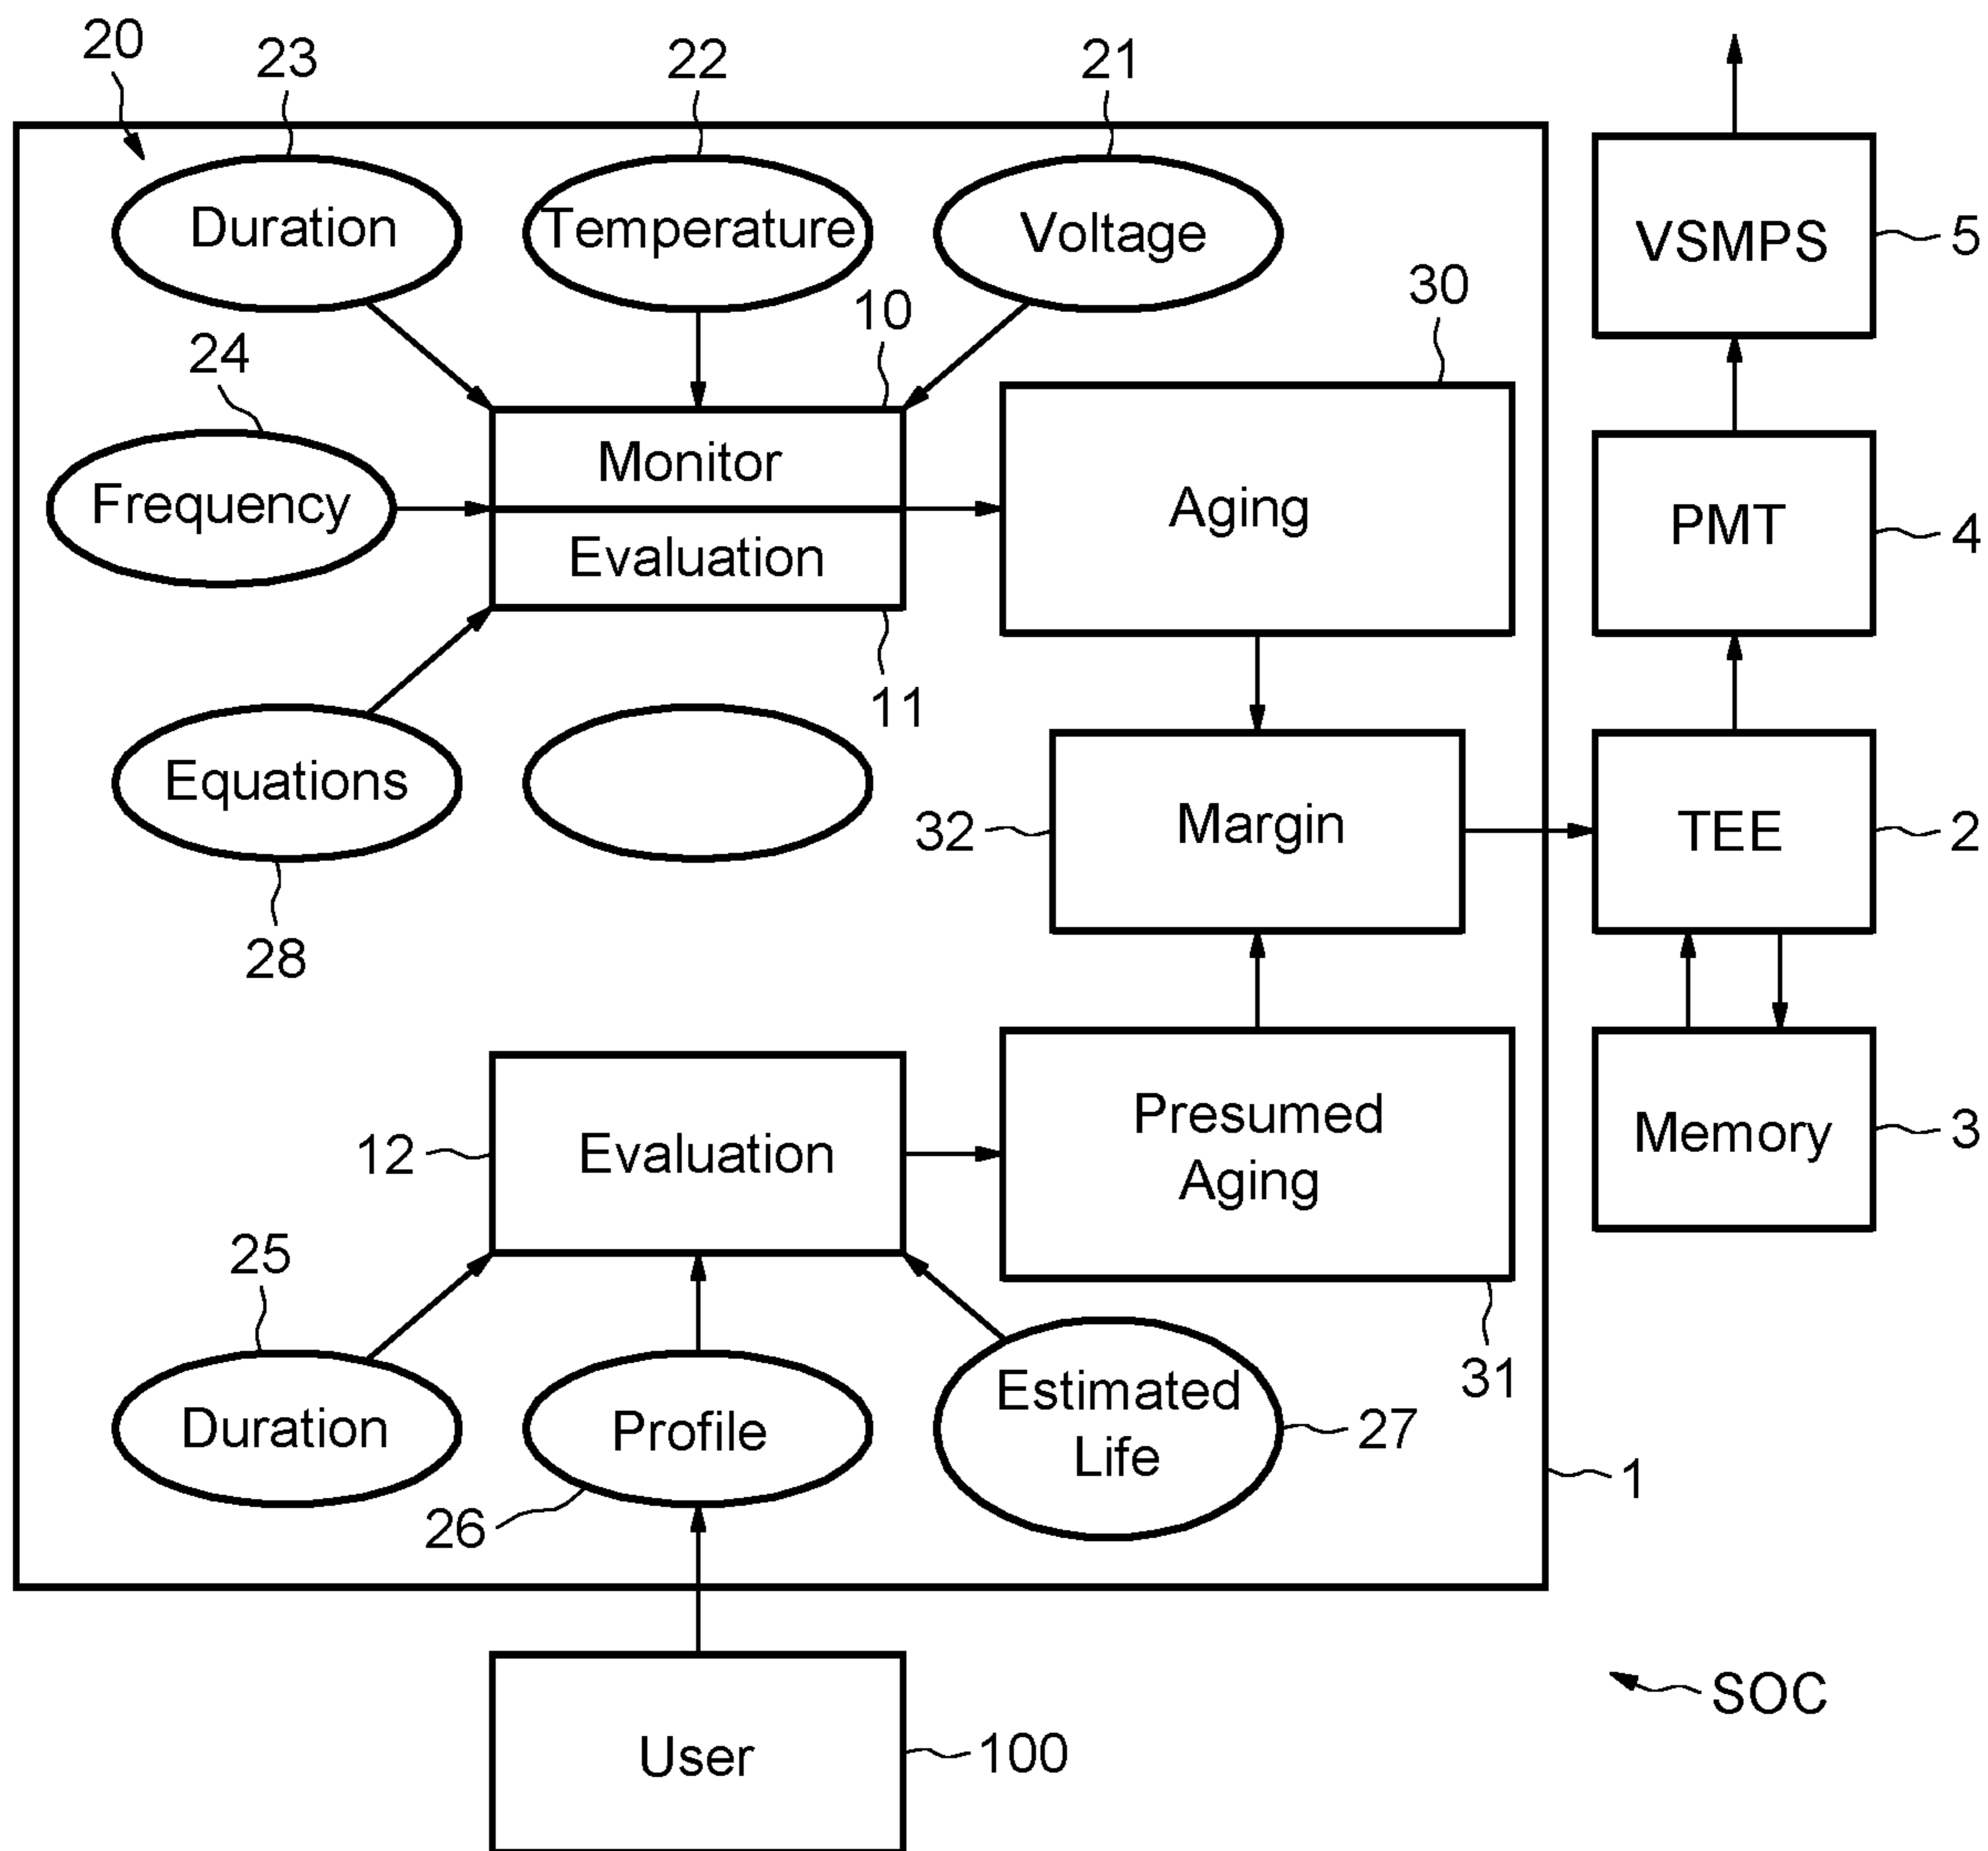 20
23
22
21
Duration
Temperature
Voltage
VSMPS
5
10
30
24
Monitor
Frequency
Evaluation
Aging
PMT
4
11
Equations
32
Margin
TEE
2
28
12
Evaluation
Presumed
Aging
Memory
3
25
31
Duration
Profile
Estimated
Life
27
26
1
SOC
User
100